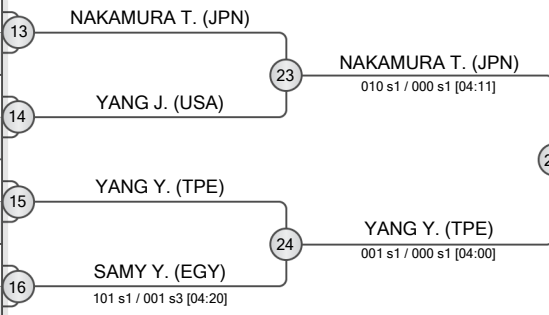 NAKAMURA T. (JPN)
13
23
NAKAMURA T. (JPN)
010 s1 / 000 s1 [04:11]
YANG J. (USA)
14
YANG Y. (TPE)
15
24
YANG Y. (TPE)
001 s1 / 000 s1 [04:00]
SAMY Y. (EGY)
16
101 s1 / 001 s3 [04:20]